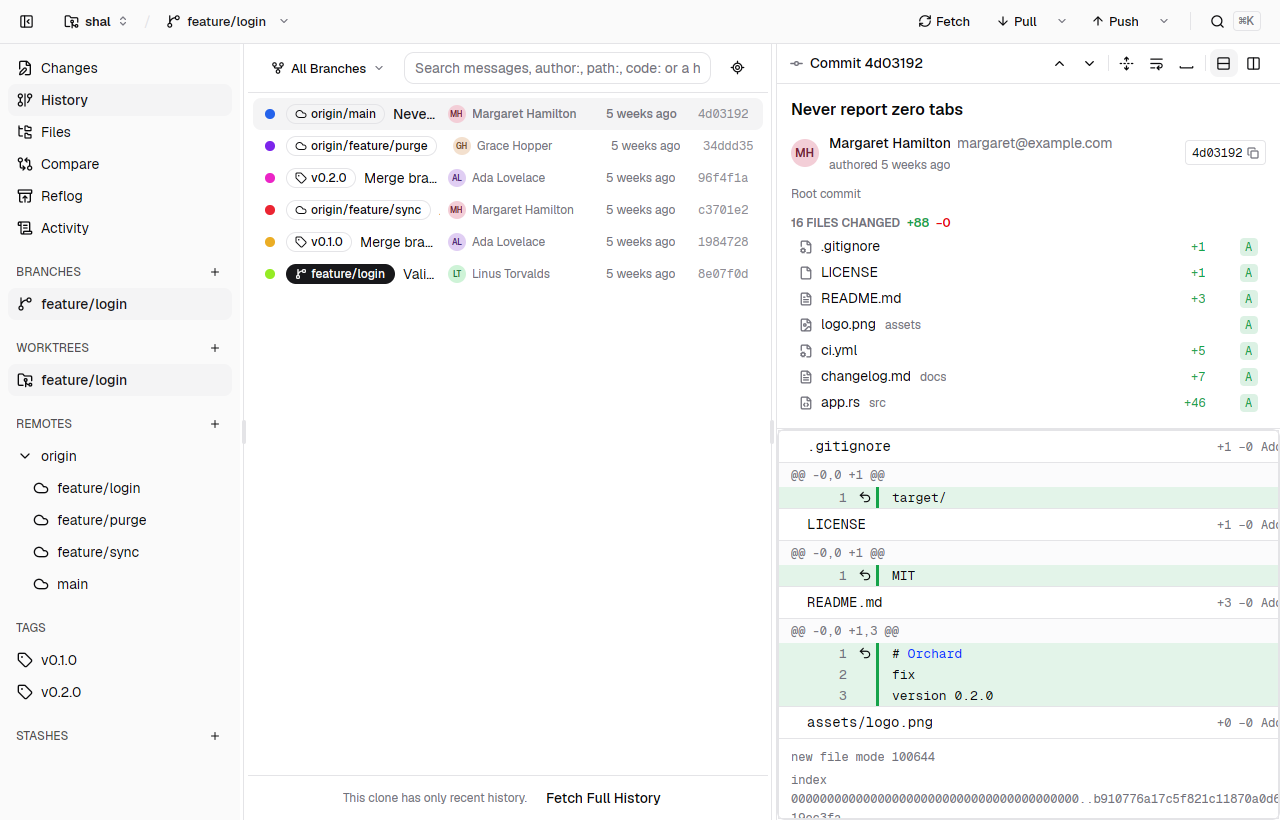 shal / feature/login Fetch Pull Push ⌘K
Changes
History
Files
Compare
Reflog
Activity
BRANCHES
feature/login
WORKTREES
feature/login
REMOTES
origin
feature/login
feature/purge
feature/sync
main
TAGS
v0.1.0
v0.2.0
STASHES
All Branches Search messages, author:, path:, code: or a h
origin/main Neve... MH Margaret Hamilton 5 weeks ago 4d03192
origin/feature/purge GH Grace Hopper 5 weeks ago 34ddd35
v0.2.0 Merge bra... AL Ada Lovelace 5 weeks ago 96f4f1a
origin/feature/sync . MH Margaret Hamilton 5 weeks ago c3701e2
v0.1.0 Merge bra... AL Ada Lovelace 5 weeks ago 1984728
feature/login Vali... LT Linus Torvalds 5 weeks ago 8e07f0d
This clone has only recent history. Fetch Full History
Commit 4d03192
Never report zero tabs
MH Margaret Hamilton margaret@example.com 4d03192
authored 5 weeks ago
Root commit
16 FILES CHANGED +88 −0
.gitignore +1 A
LICENSE +1 A
README.md +3 A
logo.png assets A
ci.yml +5 A
changelog.md docs +7 A
app.rs src +46 A
.gitignore +1 −0 Add
@@ -0,0 +1 @@
1 target/
LICENSE +1 −0 Add
@@ -0,0 +1 @@
1 MIT
README.md +3 −0 Add
@@ -0,0 +1,3 @@
1 # Orchard
2 fix
3 version 0.2.0
assets/logo.png +0 −0 Add
new file mode 100644
index
0000000000000000000000000000000000000000..b910776a17c5f821c11870a0d6
19ec3fa